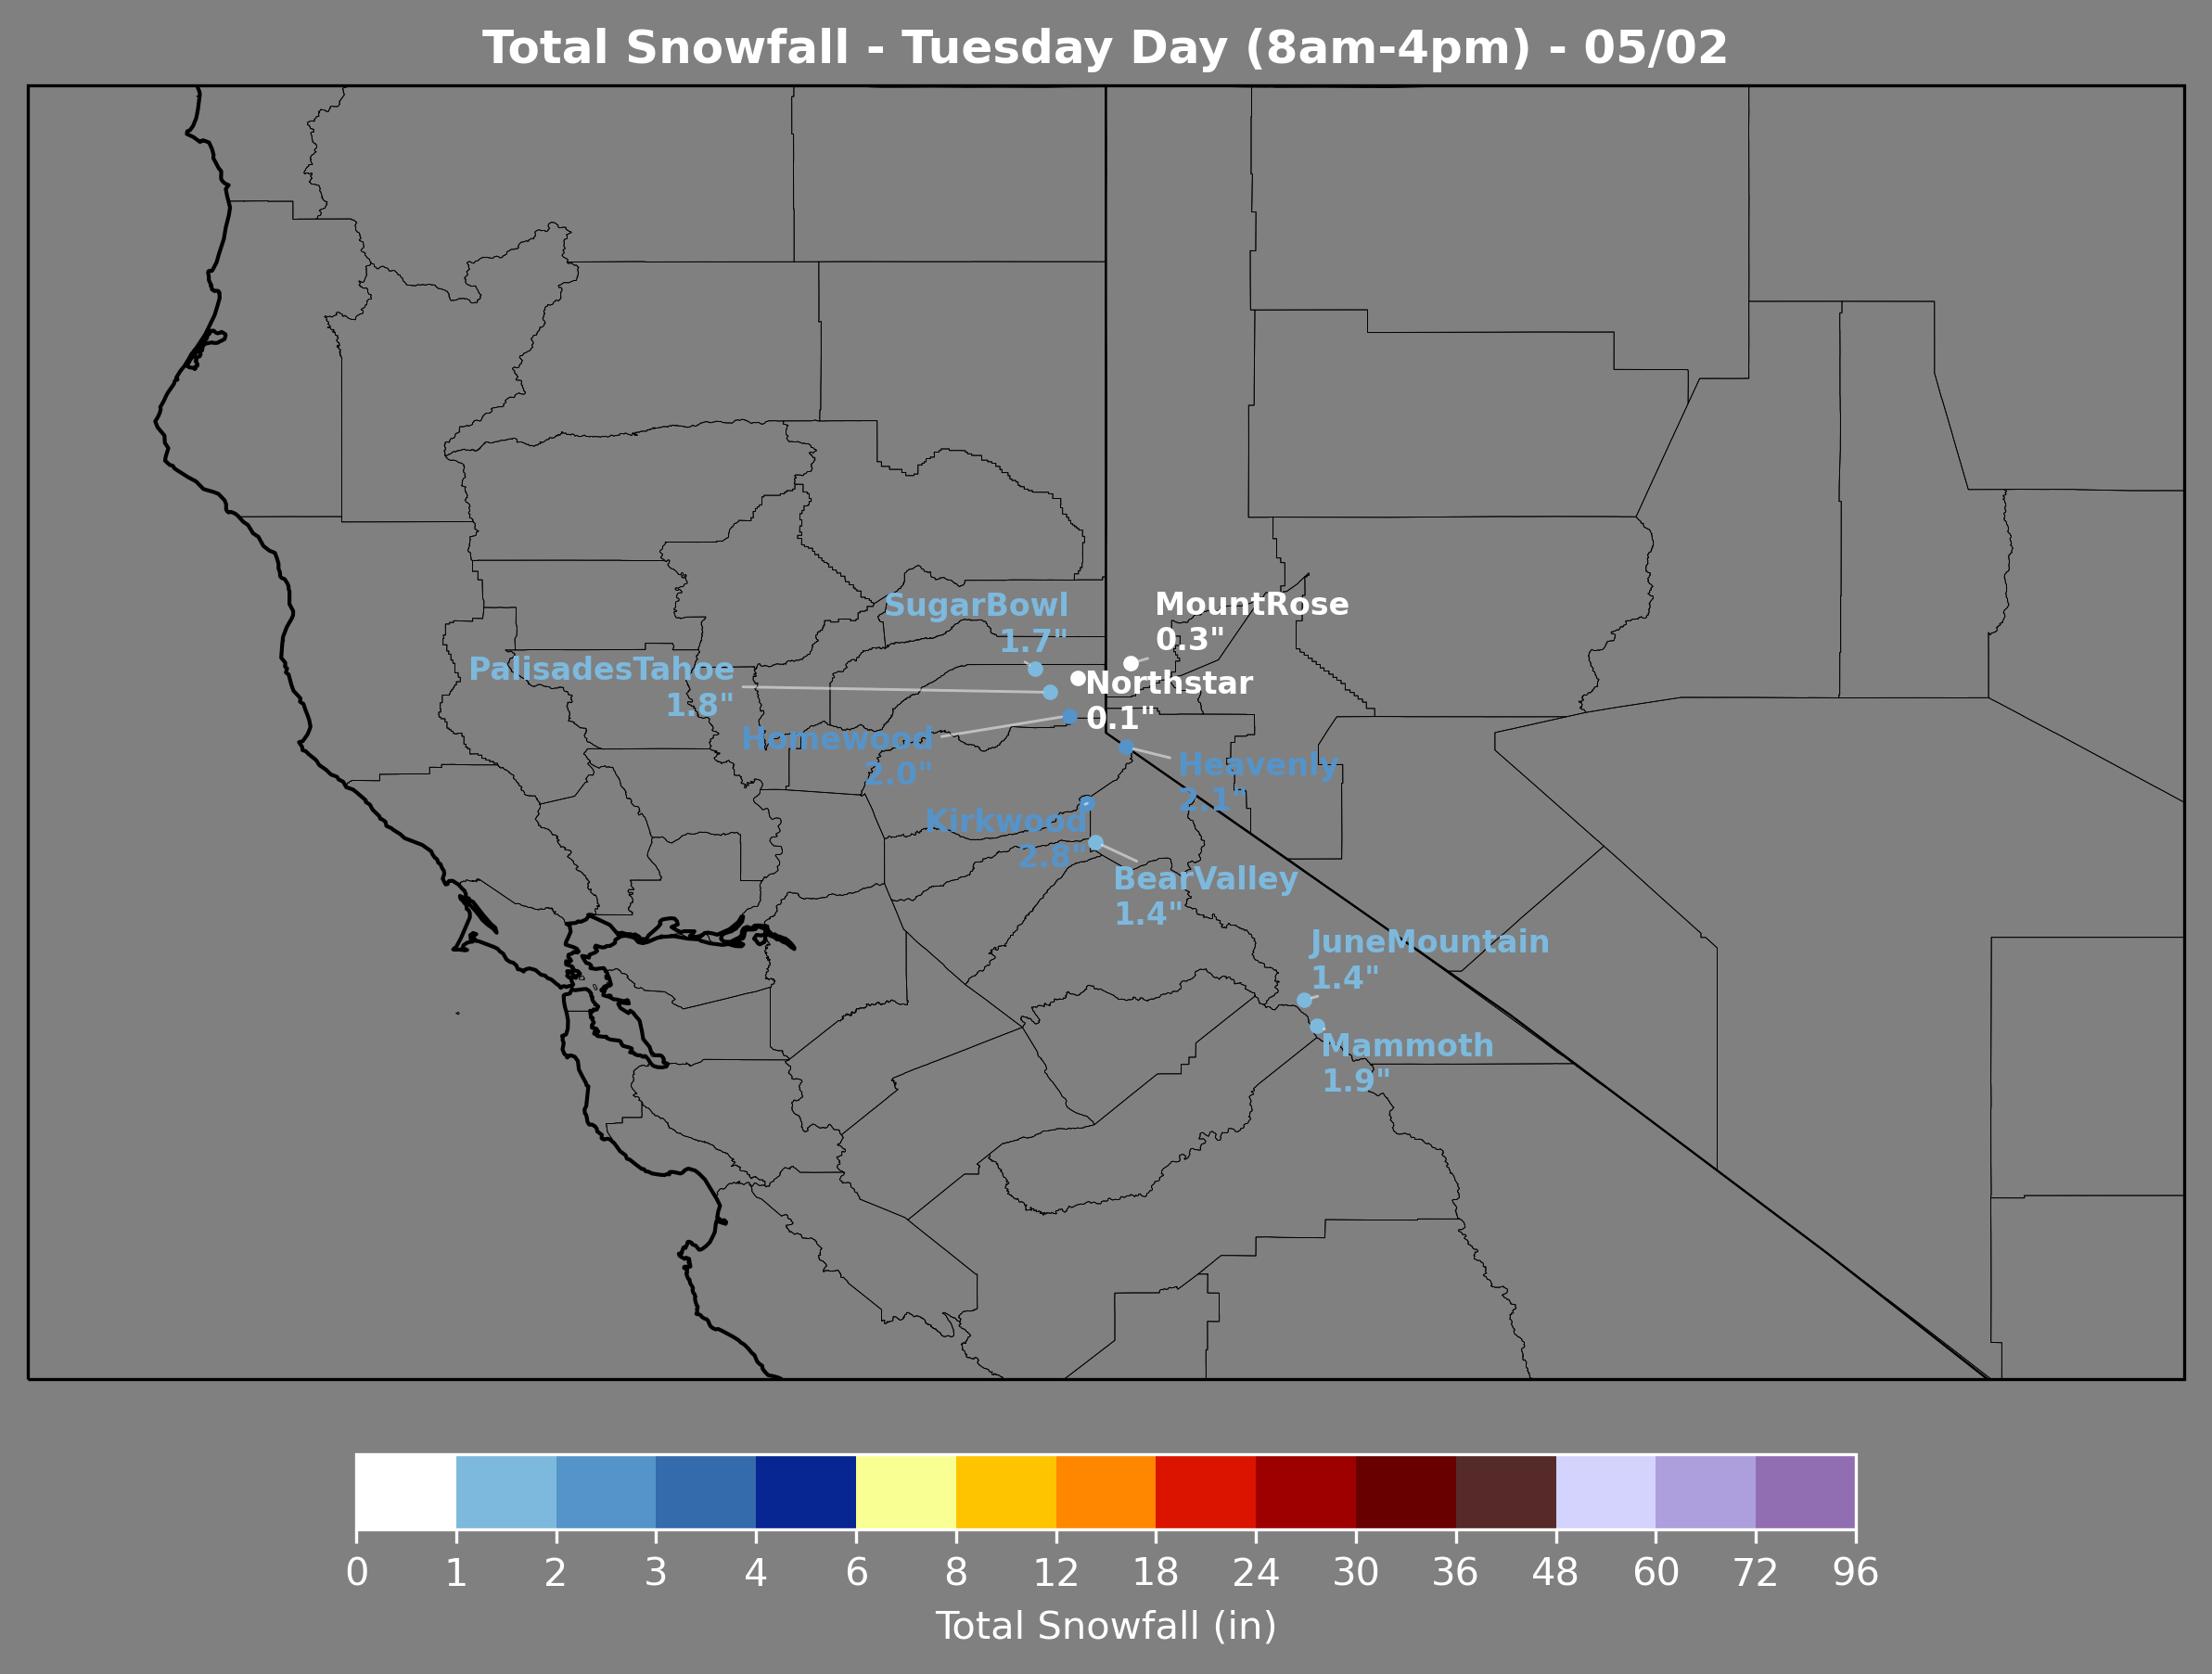 Total Snowfall - Tuesday Day (8am-4pm) - 05/02
SugarBowl
1.7"
MountRose
0.3"
PalisadesTahoe
1.8"
Northstar
0.1"
Homewood
2.0"
Heavenly
2.1"
Kirkwood
2.8"
BearValley
1.4"
JuneMountain
1.4"
Mammoth
1.9"
0 1 2 3 4 6 8 12 18 24 30 36 48 60 72 96
Total Snowfall (in)